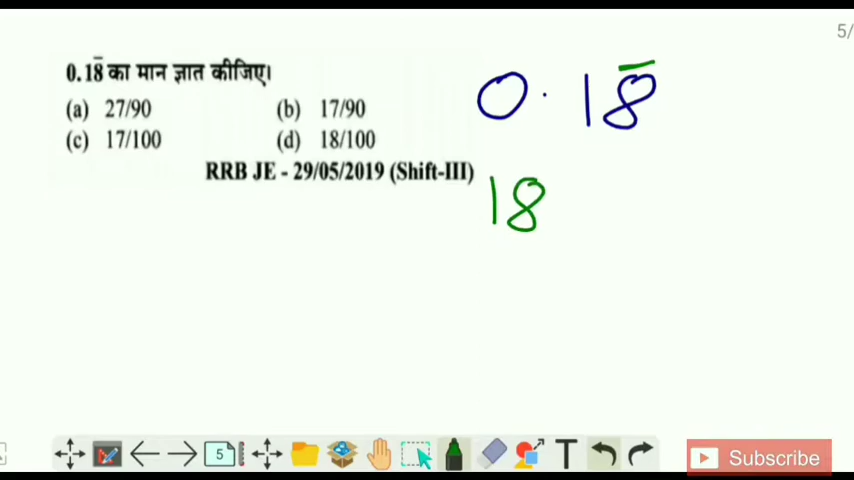 5/
0.18̅ का मान ज्ञात कीजिए।
0.18̅
(a) 27/90 (b) 17/90
(c) 17/100 (d) 18/100
RRB JE - 29/05/2019 (Shift-III)
18
5
T
Subscribe